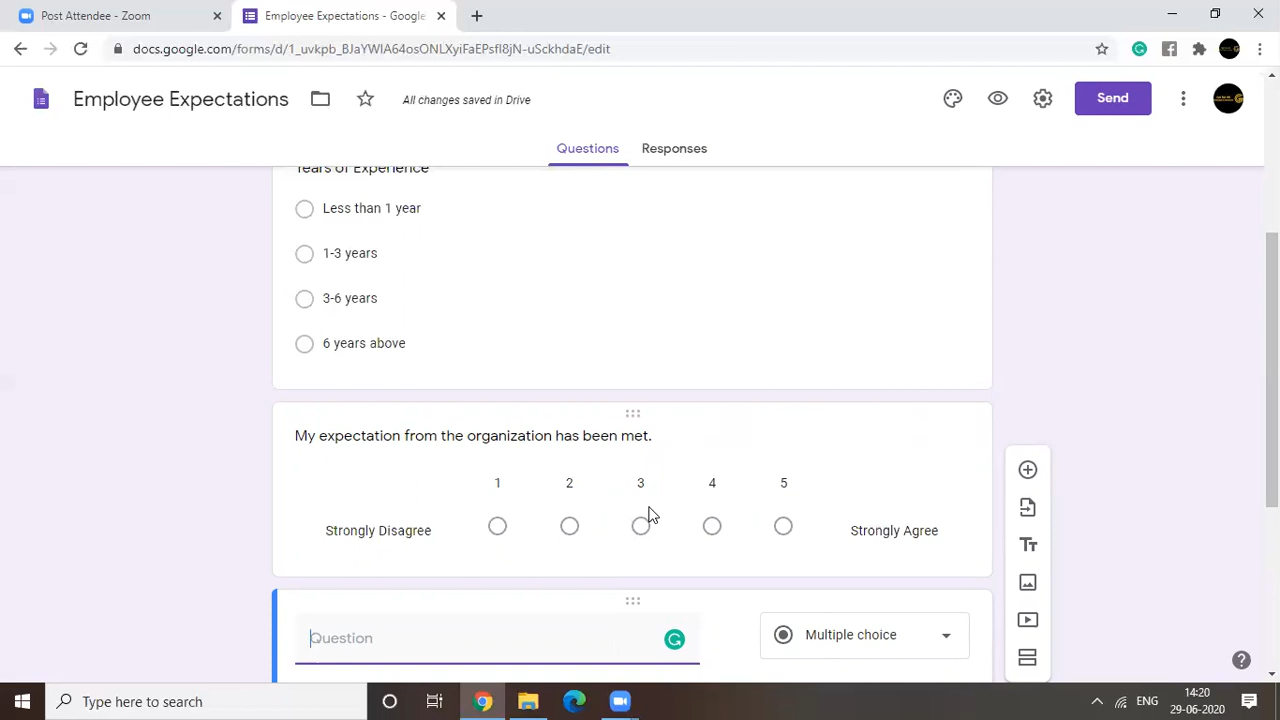 Post Attendee - Zoom
Employee Expectations - Google
docs.google.com/forms/d/1_uvkpb_BJaYWIA64osONLXyiFaEPsfI8jN-uSckhdaE/edit
Employee Expectations
All changes saved in Drive
Send
Questions
Responses
Years of Experience
Less than 1 year
1-3 years
3-6 years
6 years above
My expectation from the organization has been met.
1 2 3 4 5
Strongly Disagree
Strongly Agree
Question
Multiple choice
Type here to search
ENG
14:20
29-06-2020